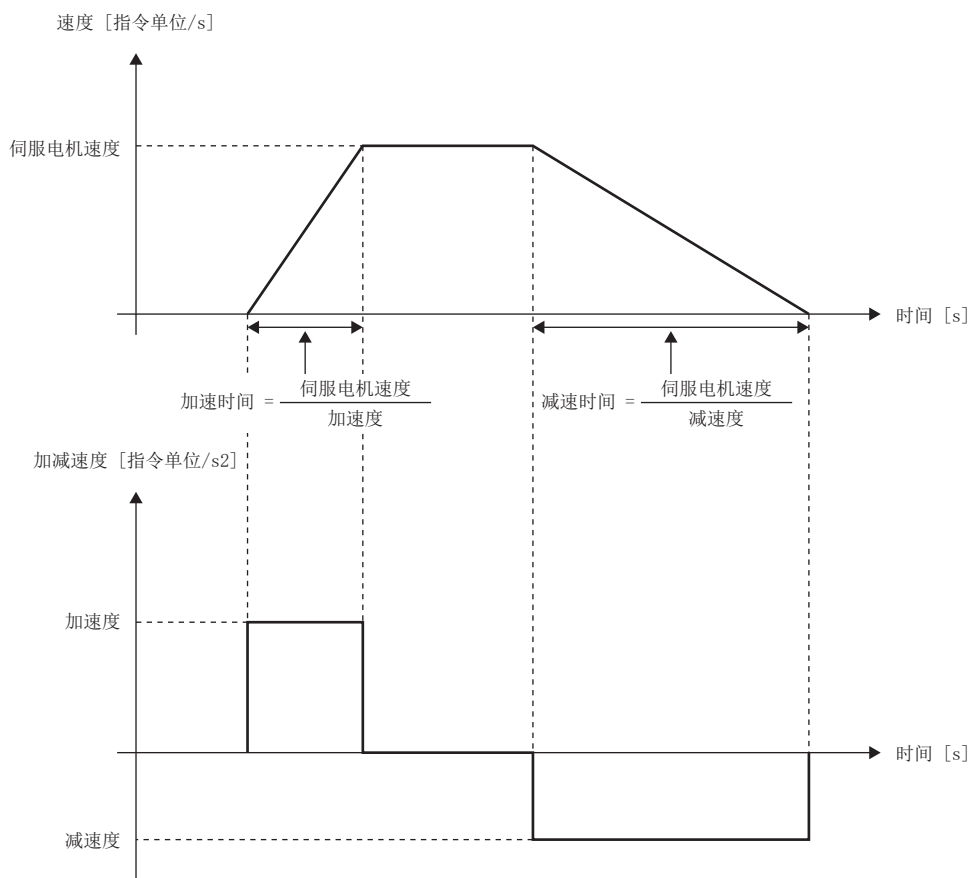 速度 [指令单位/s]
伺服电机速度
时间 [s]
加速时间 = 伺服电机速度
加速度
减速时间 = 伺服电机速度
减速度
加减速度 [指令单位/s2]
加速度
时间 [s]
减速度